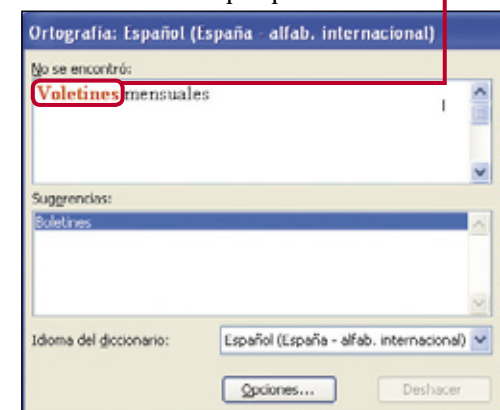 Ortografía: Español (España - alfab. internacional)
No se encontró:
Voletines mensuales
Sugerencias:
Boletines
Idioma del diccionario:
Español (España - alfab. internacional)
Opciones...
Deshacer